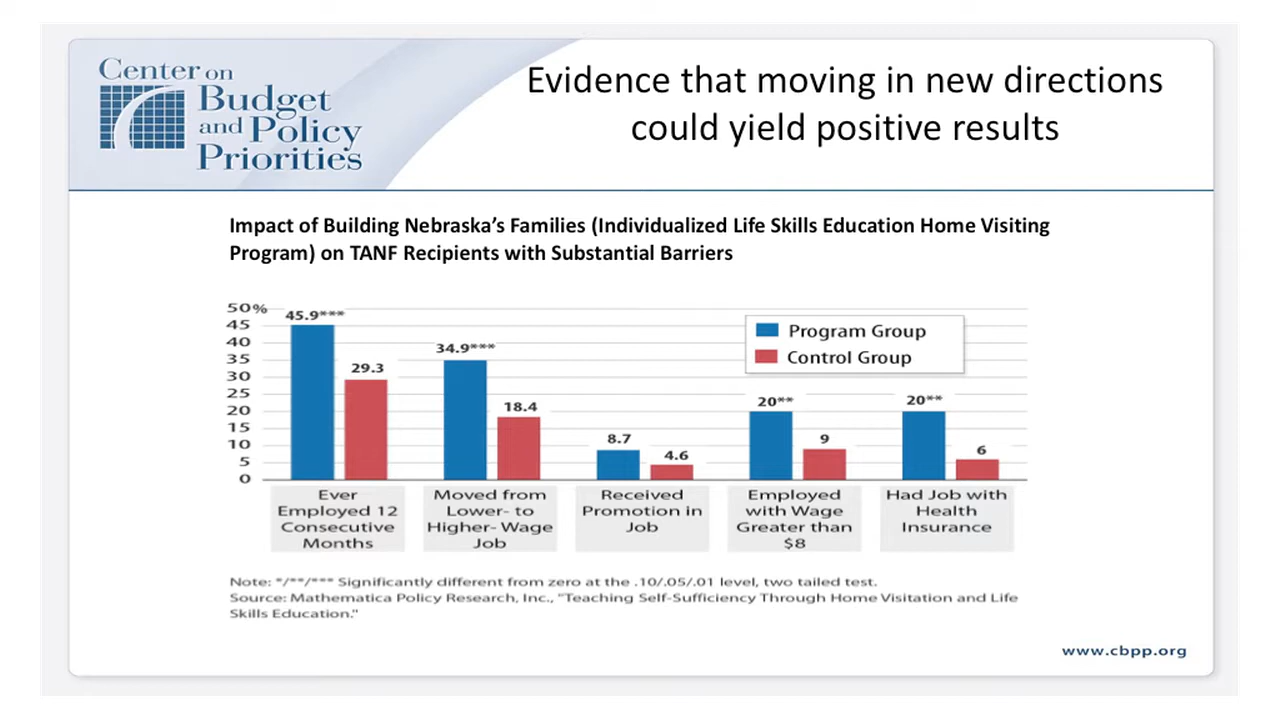 Center on
Budget
and Policy
Priorities
Evidence that moving in new directions
could yield positive results
Impact of Building Nebraska’s Families (Individualized Life Skills Education Home Visiting
Program) on TANF Recipients with Substantial Barriers
50%
45
40
35
30
25
20
15
10
5
0
45.9***
29.3
34.9***
18.4
8.7
4.6
20**
9
20**
6
Program Group
Control Group
Ever
Employed 12
Consecutive
Months
Moved from
Lower- to
Higher- Wage
Job
Received
Promotion in
Job
Employed
with Wage
Greater than
$8
Had Job with
Health
Insurance
Note: */**/*** Significantly different from zero at the .10/.05/.01 level, two tailed test.
Source: Mathematica Policy Research, Inc., "Teaching Self-Sufficiency Through Home Visitation and Life
Skills Education."
www.cbpp.org